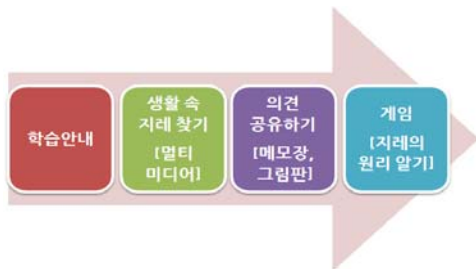 학습안내
생활 속
지레 찾기
[멀티
미디어]
의견
공유하기
[메모장,
그림판]
게임
[지레의
원리 알기]